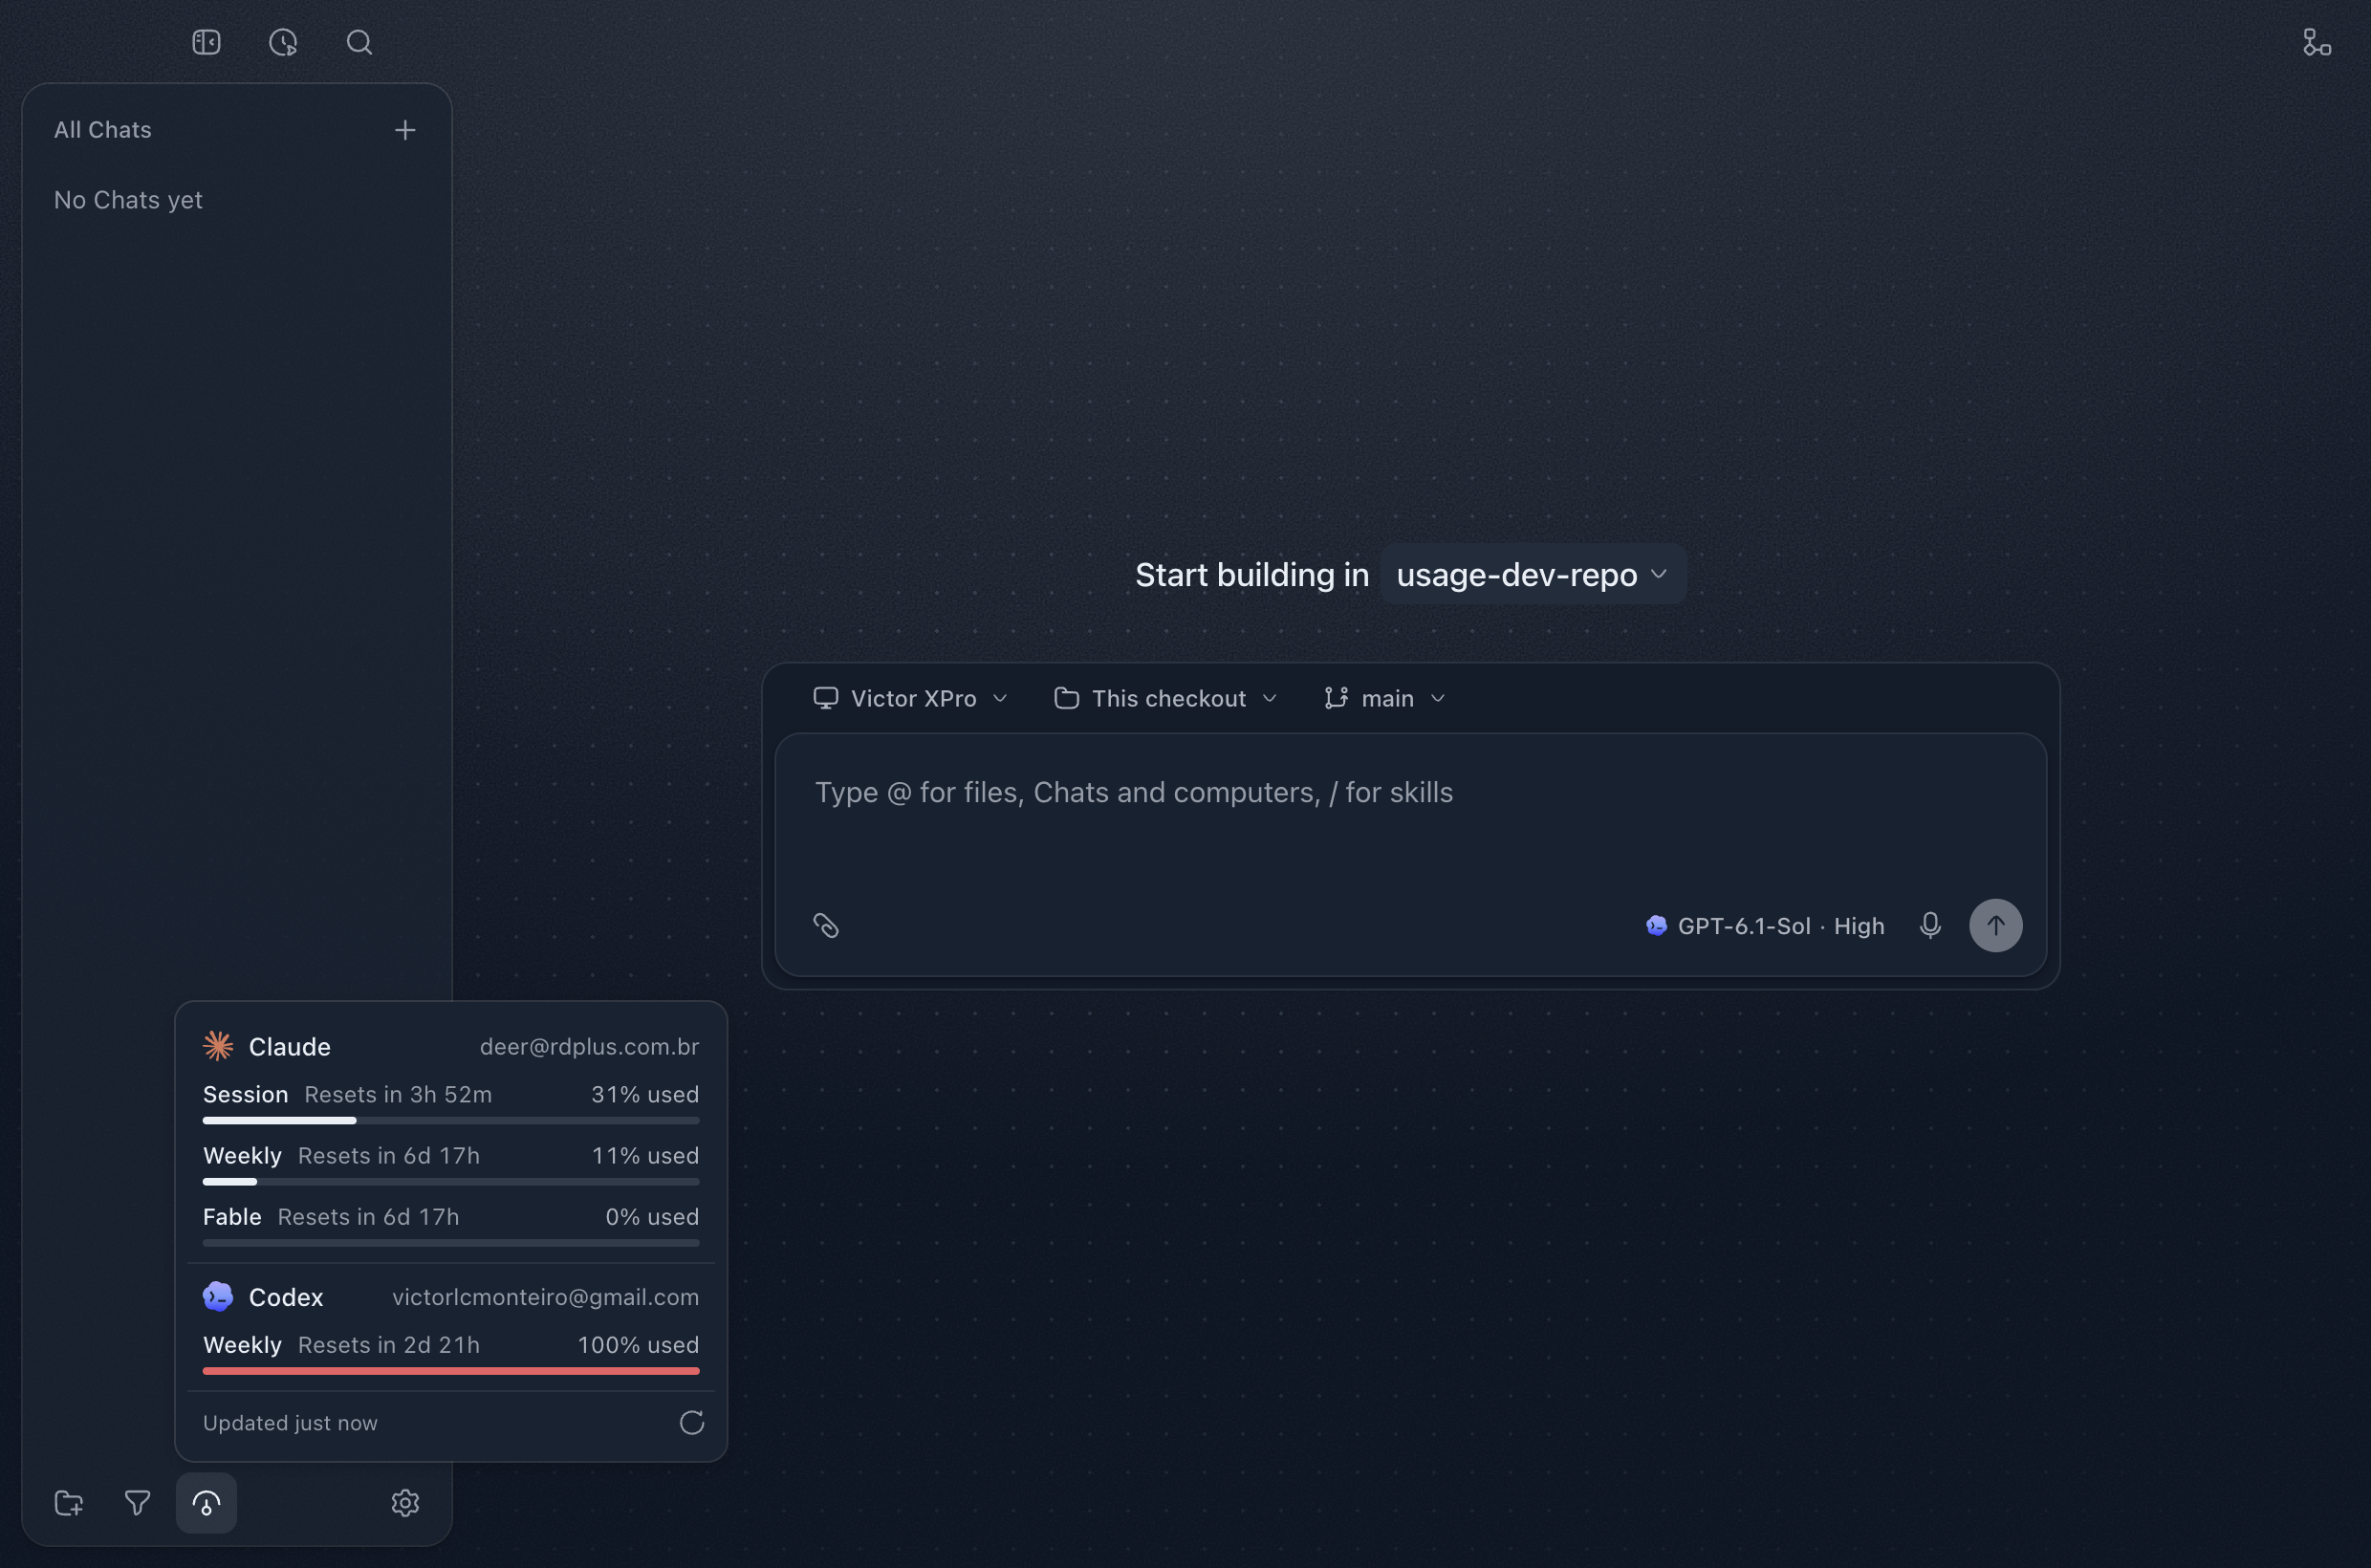 All Chats
No Chats yet
Start building in usage-dev-repo
Victor XPro This checkout main
Type @ for files, Chats and computers, / for skills
GPT-6.1-Sol · High
Claude deer@rdplus.com.br
Session Resets in 3h 52m 31% used
Weekly Resets in 6d 17h 11% used
Fable Resets in 6d 17h 0% used
Codex victorlcmonteiro@gmail.com
Weekly Resets in 2d 21h 100% used
Updated just now